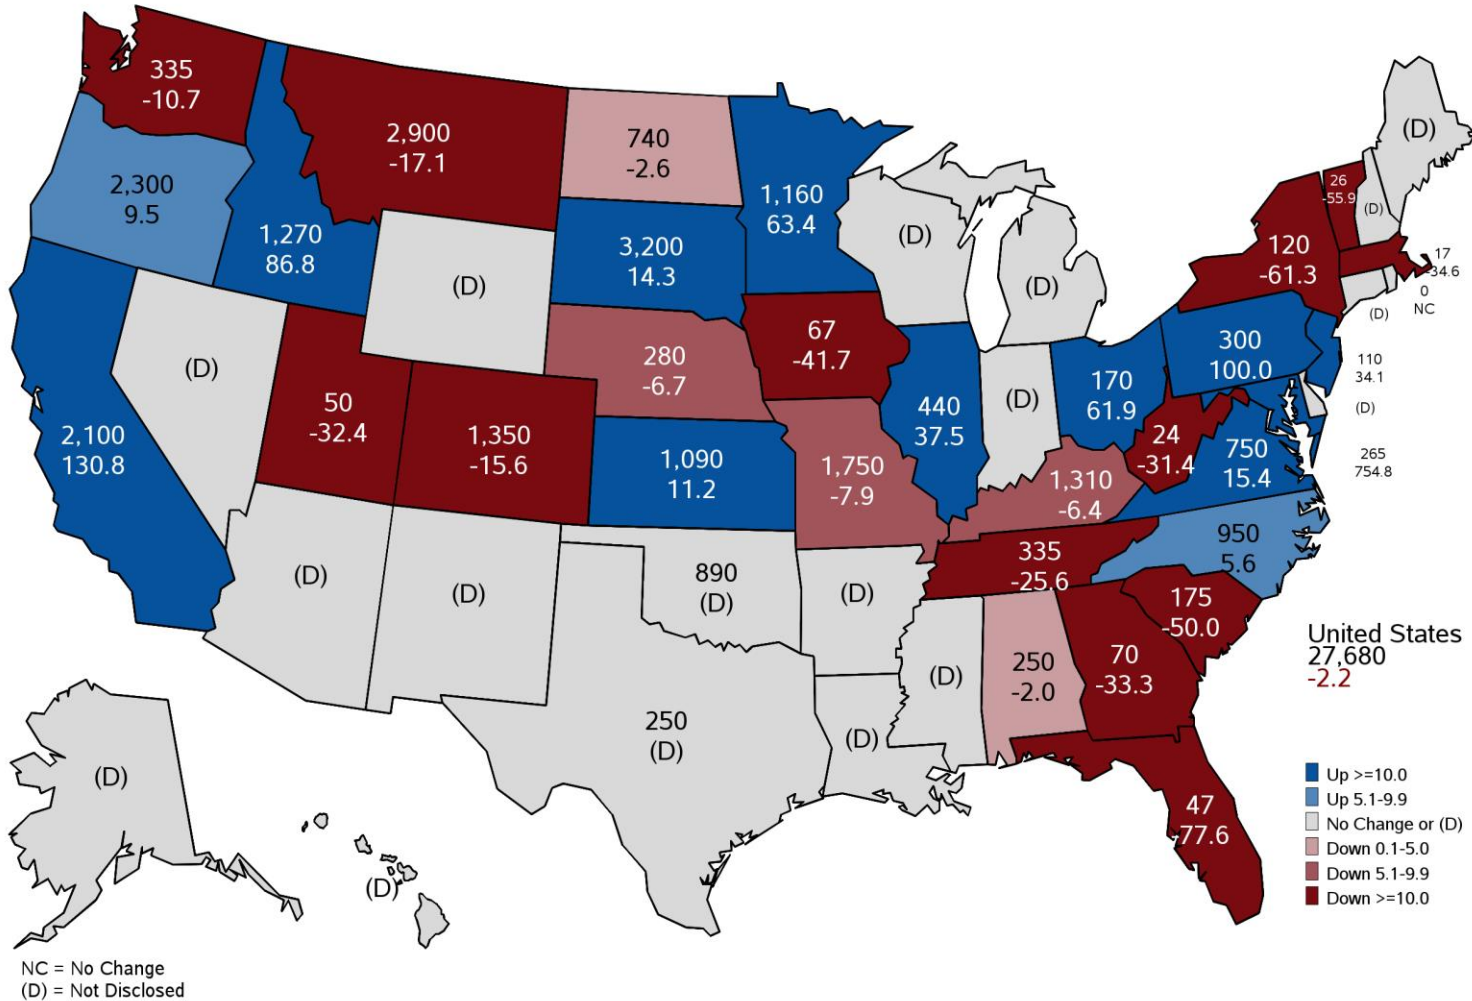 335
-10.7
2,900
-17.1
740
-2.6
1,160
63.4
(D)
(D)
(D)
26
-55.9
(D)
2,300
9.5
1,270
86.8
(D)
3,200
14.3
120
-61.3
17
-34.6
0
NC
(D)
(D)
67
-41.7
280
-6.7
300
100.0
110
34.1
(D)
170
61.9
(D)
440
37.5
50
-32.4
1,350
-15.6
2,100
130.8
1,090
11.2
1,750
-7.9
1,310
-6.4
24
-31.4
750
15.4
265
754.8
950
5.6
335
-25.6
(D)
(D)
890
(D)
(D)
175
-50.0
(D)
250
-2.0
70
-33.3
250
(D)
(D)
(D)
(D)
47
-77.6
United States
27,680
-2.2
Up >=10.0
Up 5.1-9.9
No Change or (D)
Down 0.1-5.0
Down 5.1-9.9
Down >=10.0
NC = No Change
(D) = Not Disclosed